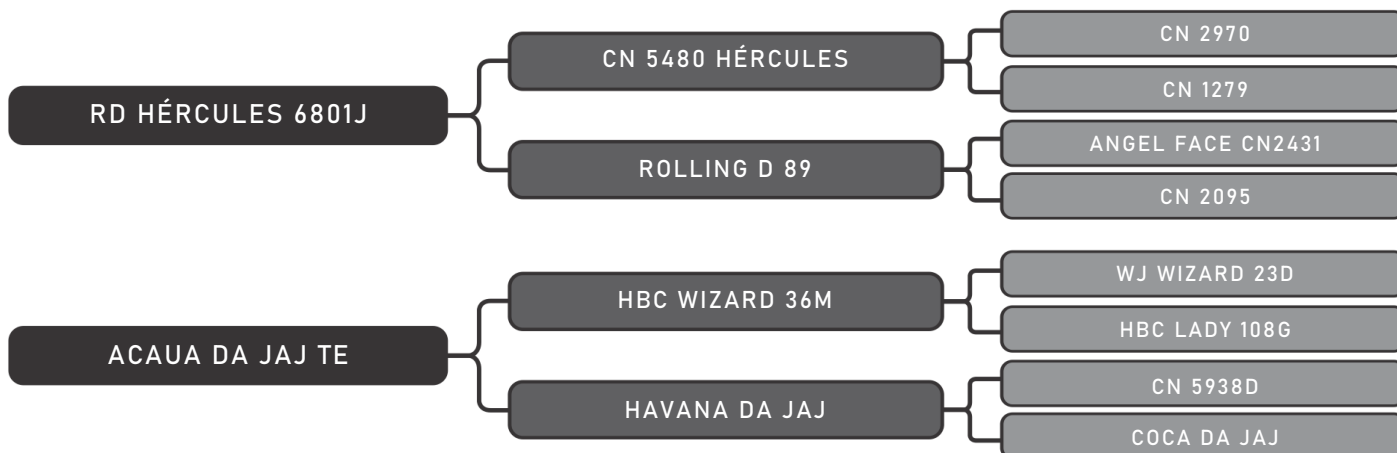 RD HÉRCULES 6801J
CN 5480 HÉRCULES
CN 2970
CN 1279
ROLLING D 89
ANGEL FACE CN2431
CN 2095
ACAUA DA JAJ TE
HBC WIZARD 36M
WJ WIZARD 23D
HBC LADY 108G
HAVANA DA JAJ
CN 5938D
COCA DA JAJ